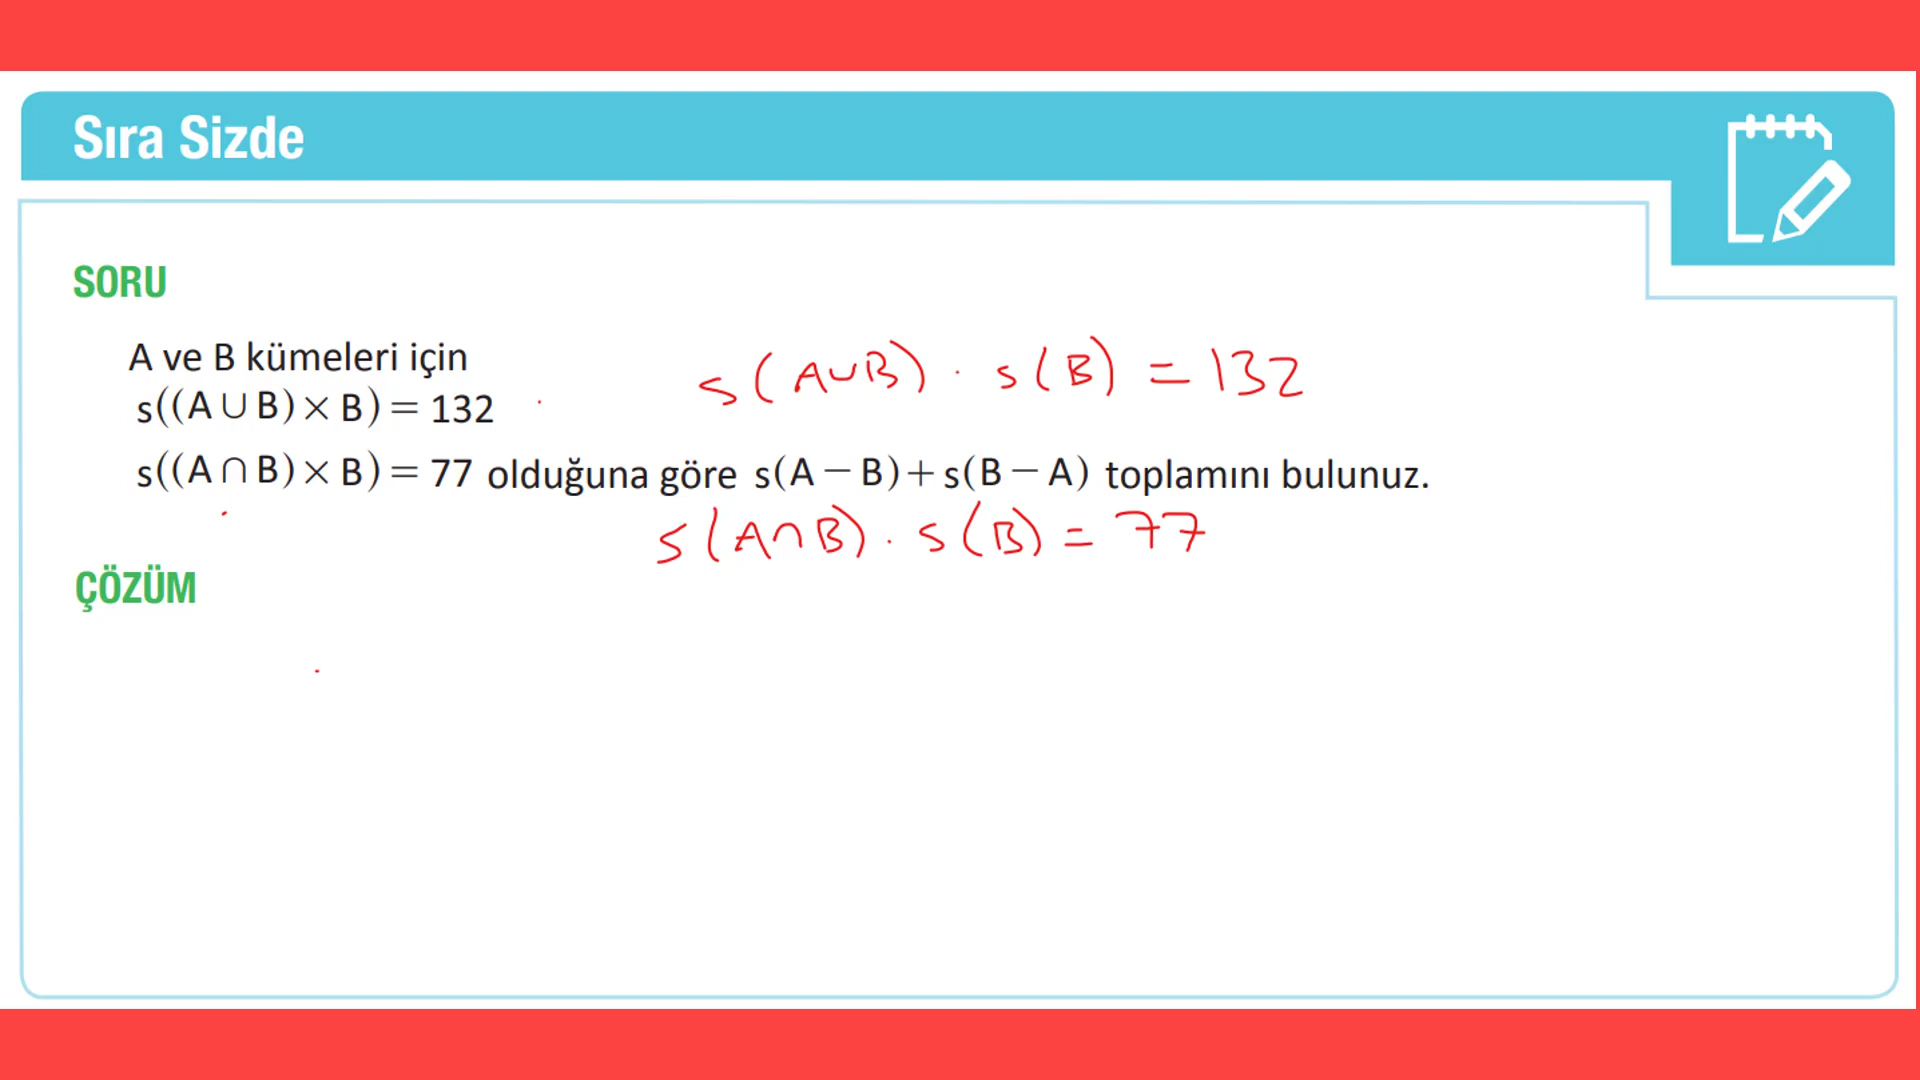 Sıra Sizde
SORU
A ve B kümeleri için
s((A ∪ B) × B) = 132
s(A∪B) · s(B) = 132
s((A ∩ B) × B) = 77 olduğuna göre s(A − B) + s(B − A) toplamını bulunuz.
s(A∩B) · s(B) = 77
ÇÖZÜM